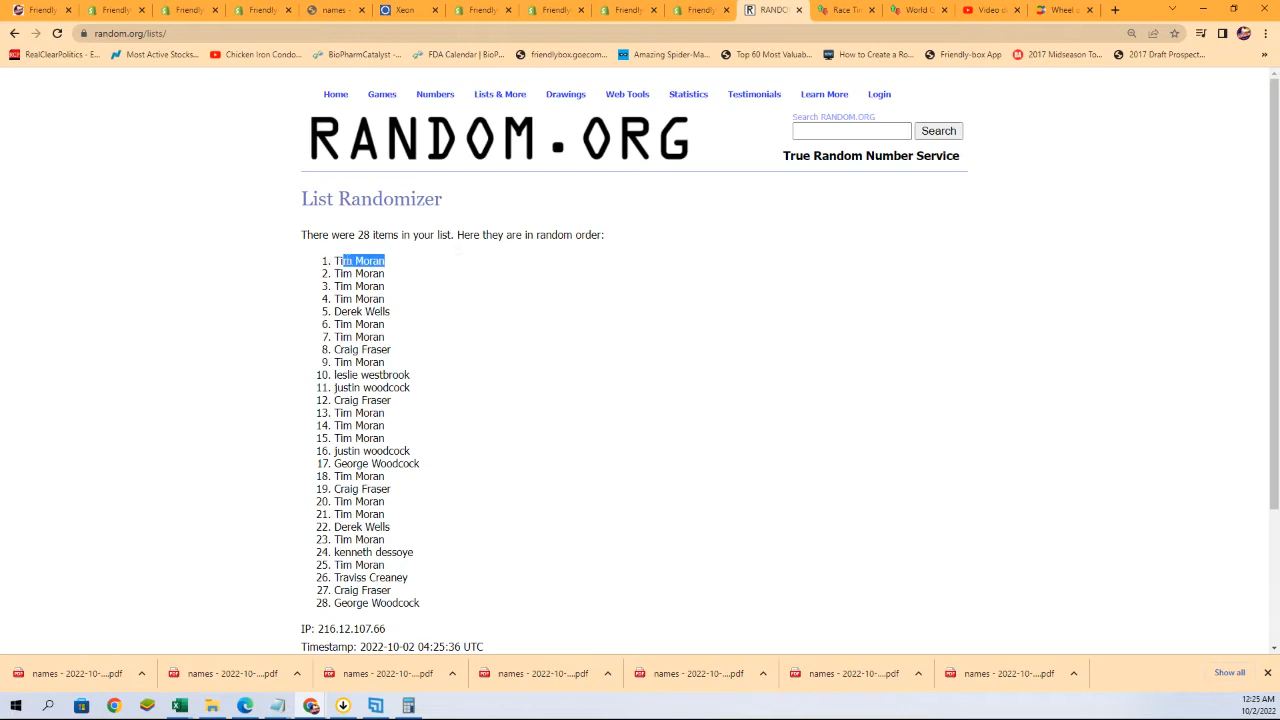 Friendly
Friendly-
Friendly-
Friendly-
names -
Xeon
Friendly-
Friendly-
Friendly-
Friendly-
RANDO
Race Tim
World G
Video c
Wheel o
random.org/lists/
RealClearPolitics - E...
Most Active Stocks...
Chicken Iron Condo...
BioPharmCatalyst -...
FDA Calendar | BioP...
friendlybox.goecom...
Amazing Spider-Ma...
Top 60 Most Valuab...
How to Create a Ro...
Friendly-box App
2017 Midseason To...
2017 Draft Prospect...
Home Games Numbers Lists & More Drawings Web Tools Statistics Testimonials Learn More Login
RANDOM.ORG
Search RANDOM.ORG
Search
True Random Number Service
List Randomizer
There were 28 items in your list. Here they are in random order:
1. Tim Moran
2. Tim Moran
3. Tim Moran
4. Tim Moran
5. Derek Wells
6. Tim Moran
7. Tim Moran
8. Craig Fraser
9. Tim Moran
10. leslie westbrook
11. justin woodcock
12. Craig Fraser
13. Tim Moran
14. Tim Moran
15. Tim Moran
16. justin woodcock
17. George Woodcock
18. Tim Moran
19. Craig Fraser
20. Tim Moran
21. Tim Moran
22. Derek Wells
23. Tim Moran
24. kenneth dessoye
25. Tim Moran
26. Traviss Creaney
27. Craig Fraser
28. George Woodcock
IP: 216.12.107.66
Timestamp: 2022-10-02 04:25:36 UTC
names - 2022-10-....pdf
names - 2022-10-....pdf
names - 2022-10-....pdf
names - 2022-10-....pdf
names - 2022-10-....pdf
names - 2022-10-....pdf
names - 2022-10-....pdf
Show all
12:25 AM
10/2/2022